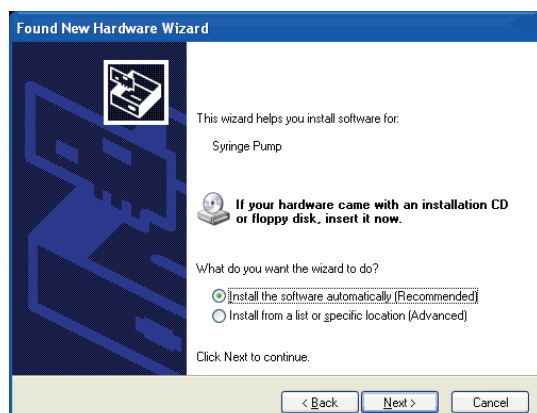 Found New Hardware Wizard
This wizard helps you install software for:
Syringe Pump
If your hardware came with an installation CD
or floppy disk, insert it now.
What do you want the wizard to do?
Install the software automatically (Recommended)
Install from a list or specific location (Advanced)
Click Next to continue.
< Back Next > Cancel